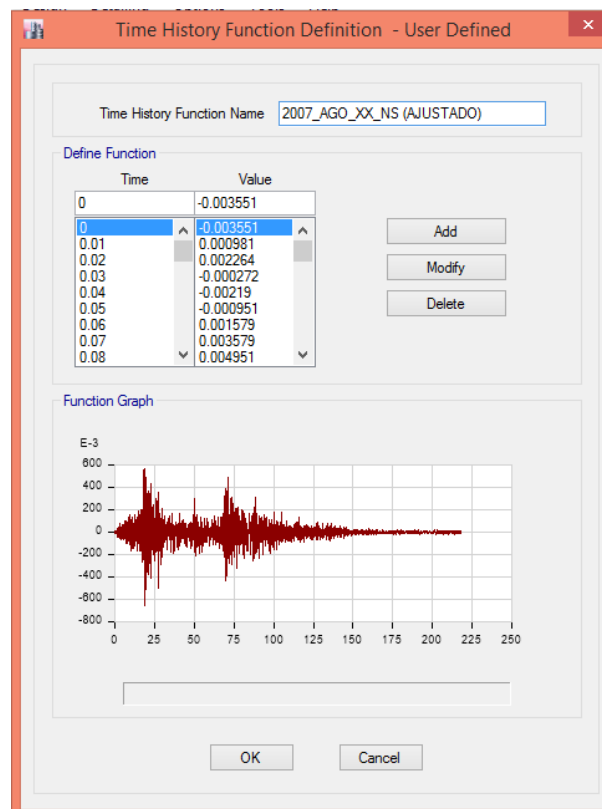 Time History Function Definition - User Defined
Time History Function Name 2007_AGO_XX_NS (AJUSTADO)
Define Function
Time Value
0 -0.003551
0 -0.003551
0.01 0.000981
0.02 0.002264
0.03 -0.000272
0.04 -0.00219
0.05 -0.000951
0.06 0.001579
0.07 0.003579
0.08 0.004951
Add
Modify
Delete
Function Graph
E-3
600
400
200
0
-200
-400
-600
-800
0 25 50 75 100 125 150 175 200 225 250
OK Cancel